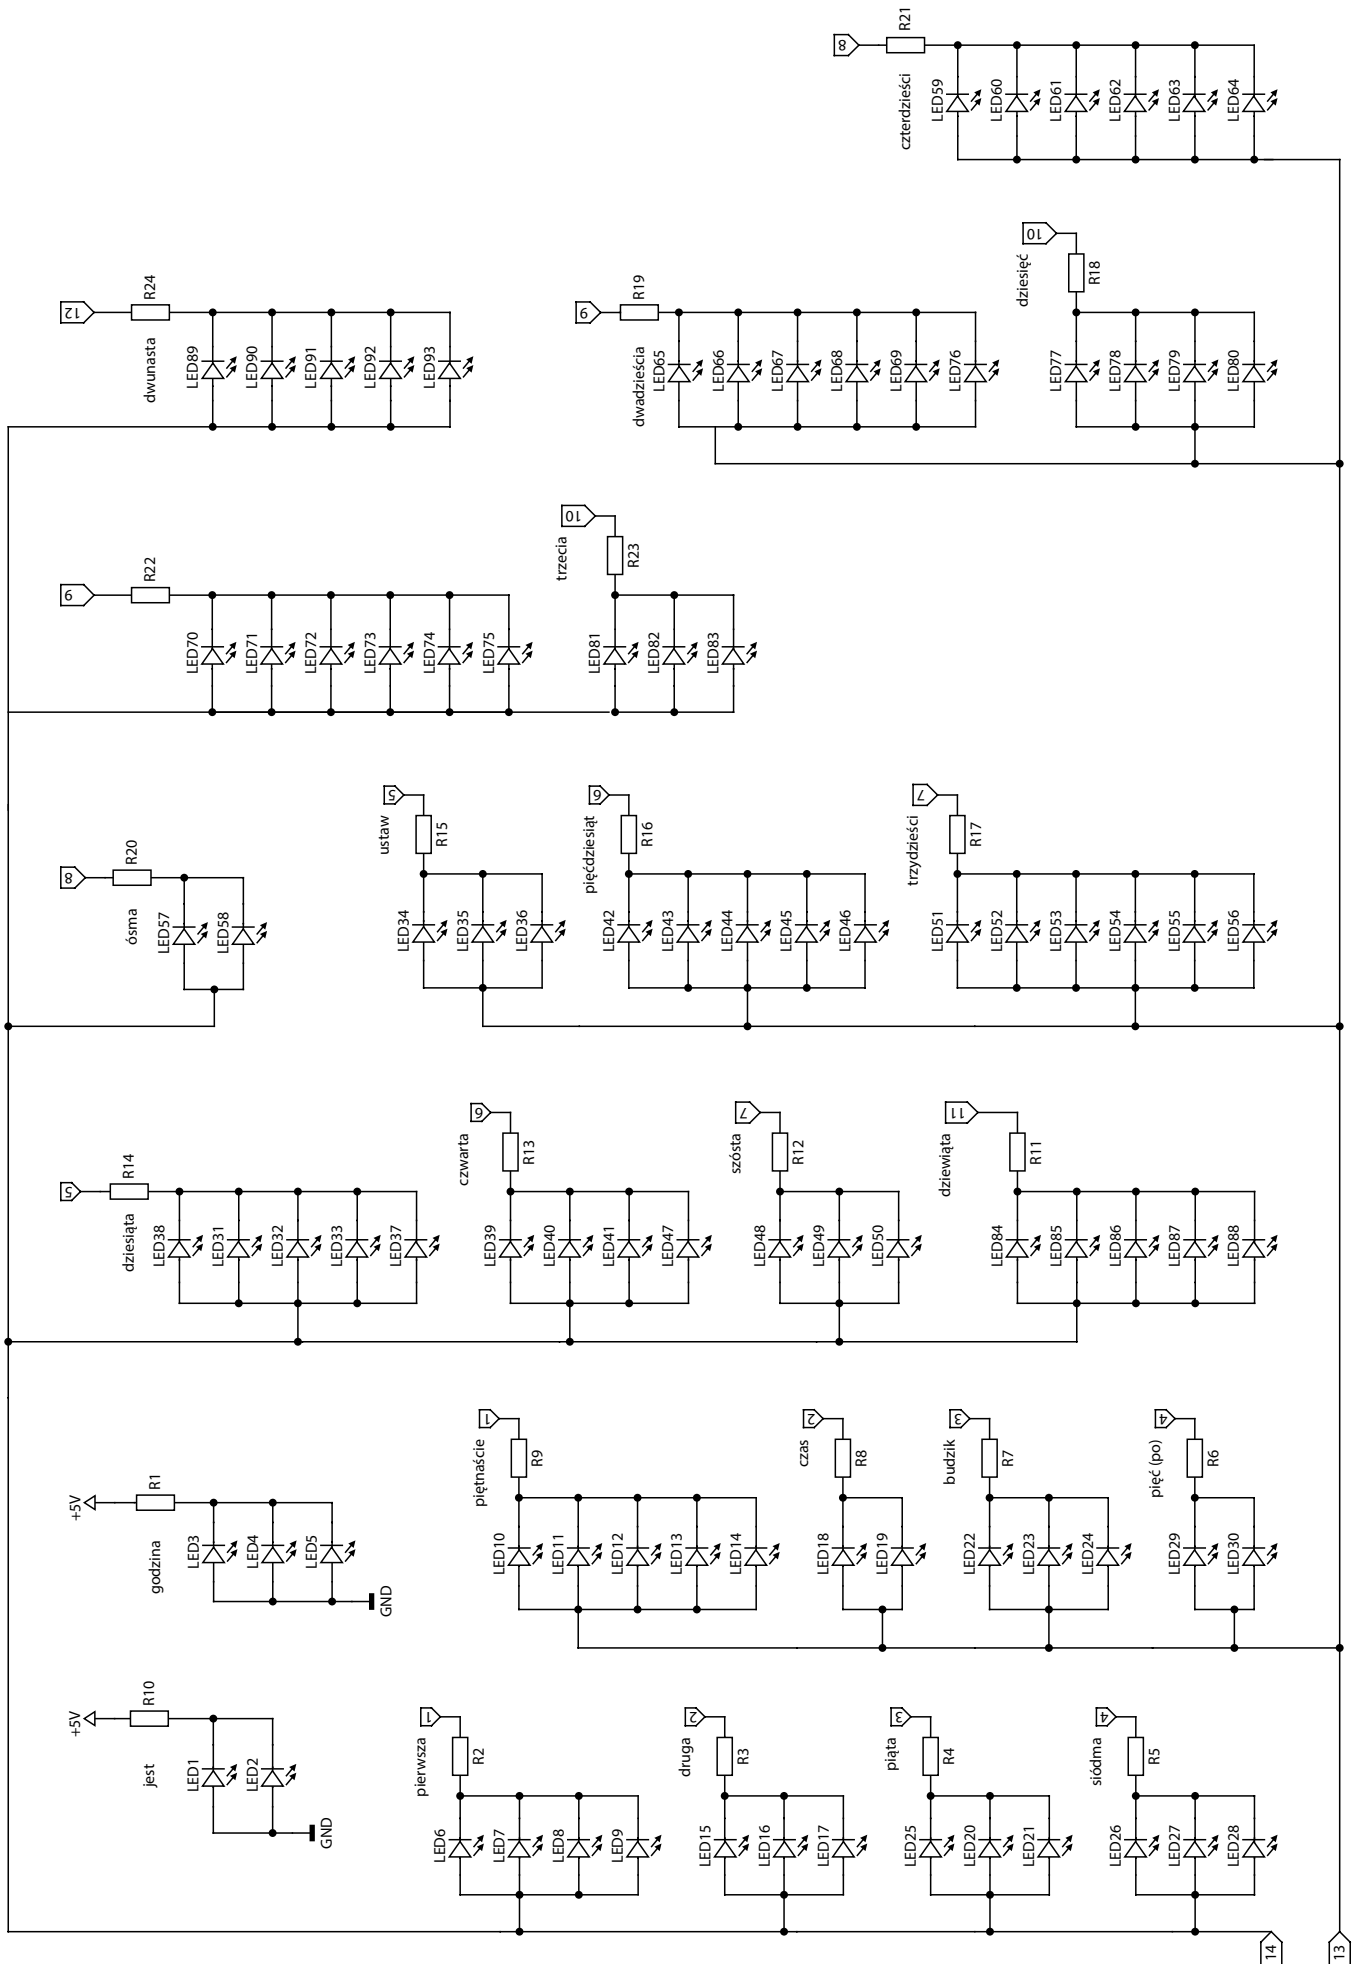 8
R21
czterdzieści
LED59
LED60
LED61
LED62
LED63
LED64
12
R24
dwunasta
LED89
LED90
LED91
LED92
LED93
9
R19
dwadzieścia
LED65
LED66
LED67
LED68
LED69
LED76
10
R18
dziesięć
LED77
LED78
LED79
LED80
9
R22
LED70
LED71
LED72
LED73
LED74
LED75
10
R23
trzecia
LED81
LED82
LED83
8
R20
ósma
LED57
LED58
5
R15
ustaw
LED34
LED35
LED36
6
R16
pięćdziesiąt
LED42
LED43
LED44
LED45
LED46
7
R17
trzydzieści
LED51
LED52
LED53
LED54
LED55
LED56
5
R14
dziesiąta
LED38
LED31
LED32
LED33
LED37
6
R13
czwarta
LED39
LED40
LED41
LED47
7
R12
szósta
LED48
LED49
LED50
11
R11
dziewiąta
LED84
LED85
LED86
LED87
LED88
+5V
R1
godzina
LED3
LED4
LED5
GND
1
R9
piętnaście
LED10
LED11
LED12
LED13
LED14
2
R8
czas
LED18
LED19
3
R7
budzik
LED22
LED23
LED24
4
R6
pięć (po)
LED29
LED30
+5V
R10
jest
LED1
LED2
GND
1
R2
pierwsza
LED6
LED7
LED8
LED9
2
R3
druga
LED15
LED16
LED17
3
R4
piąta
LED25
LED20
LED21
4
R5
siódma
LED26
LED27
LED28
14
13